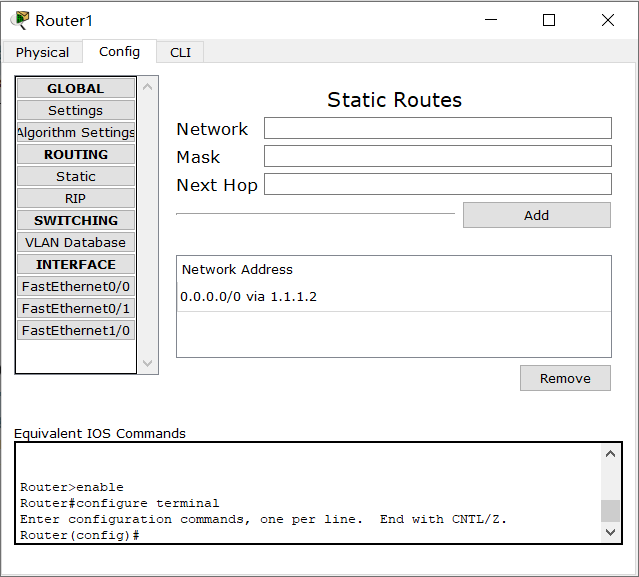 Router1
Physical
Config
CLI
GLOBAL
Settings
Algorithm Settings
ROUTING
Static
RIP
SWITCHING
VLAN Database
INTERFACE
FastEthernet0/0
FastEthernet0/1
FastEthernet1/0
Static Routes
Network
Mask
Next Hop
Add
Network Address
0.0.0.0/0 via 1.1.1.2
Remove
Equivalent IOS Commands
Router>enable
Router#configure terminal
Enter configuration commands, one per line.  End with CNTL/Z.
Router(config)#